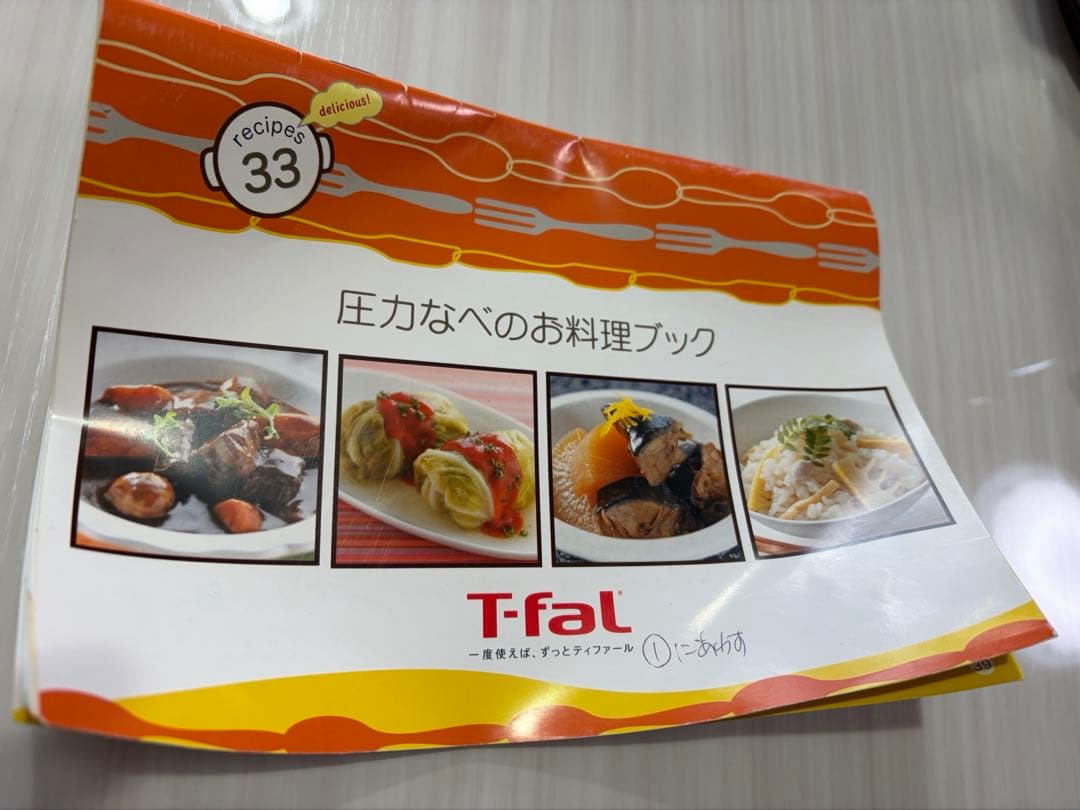 delicious!
recipes
33
圧力なべのお料理ブック
T-fal
一度使えば、ずっとティファール
①にあわす
39